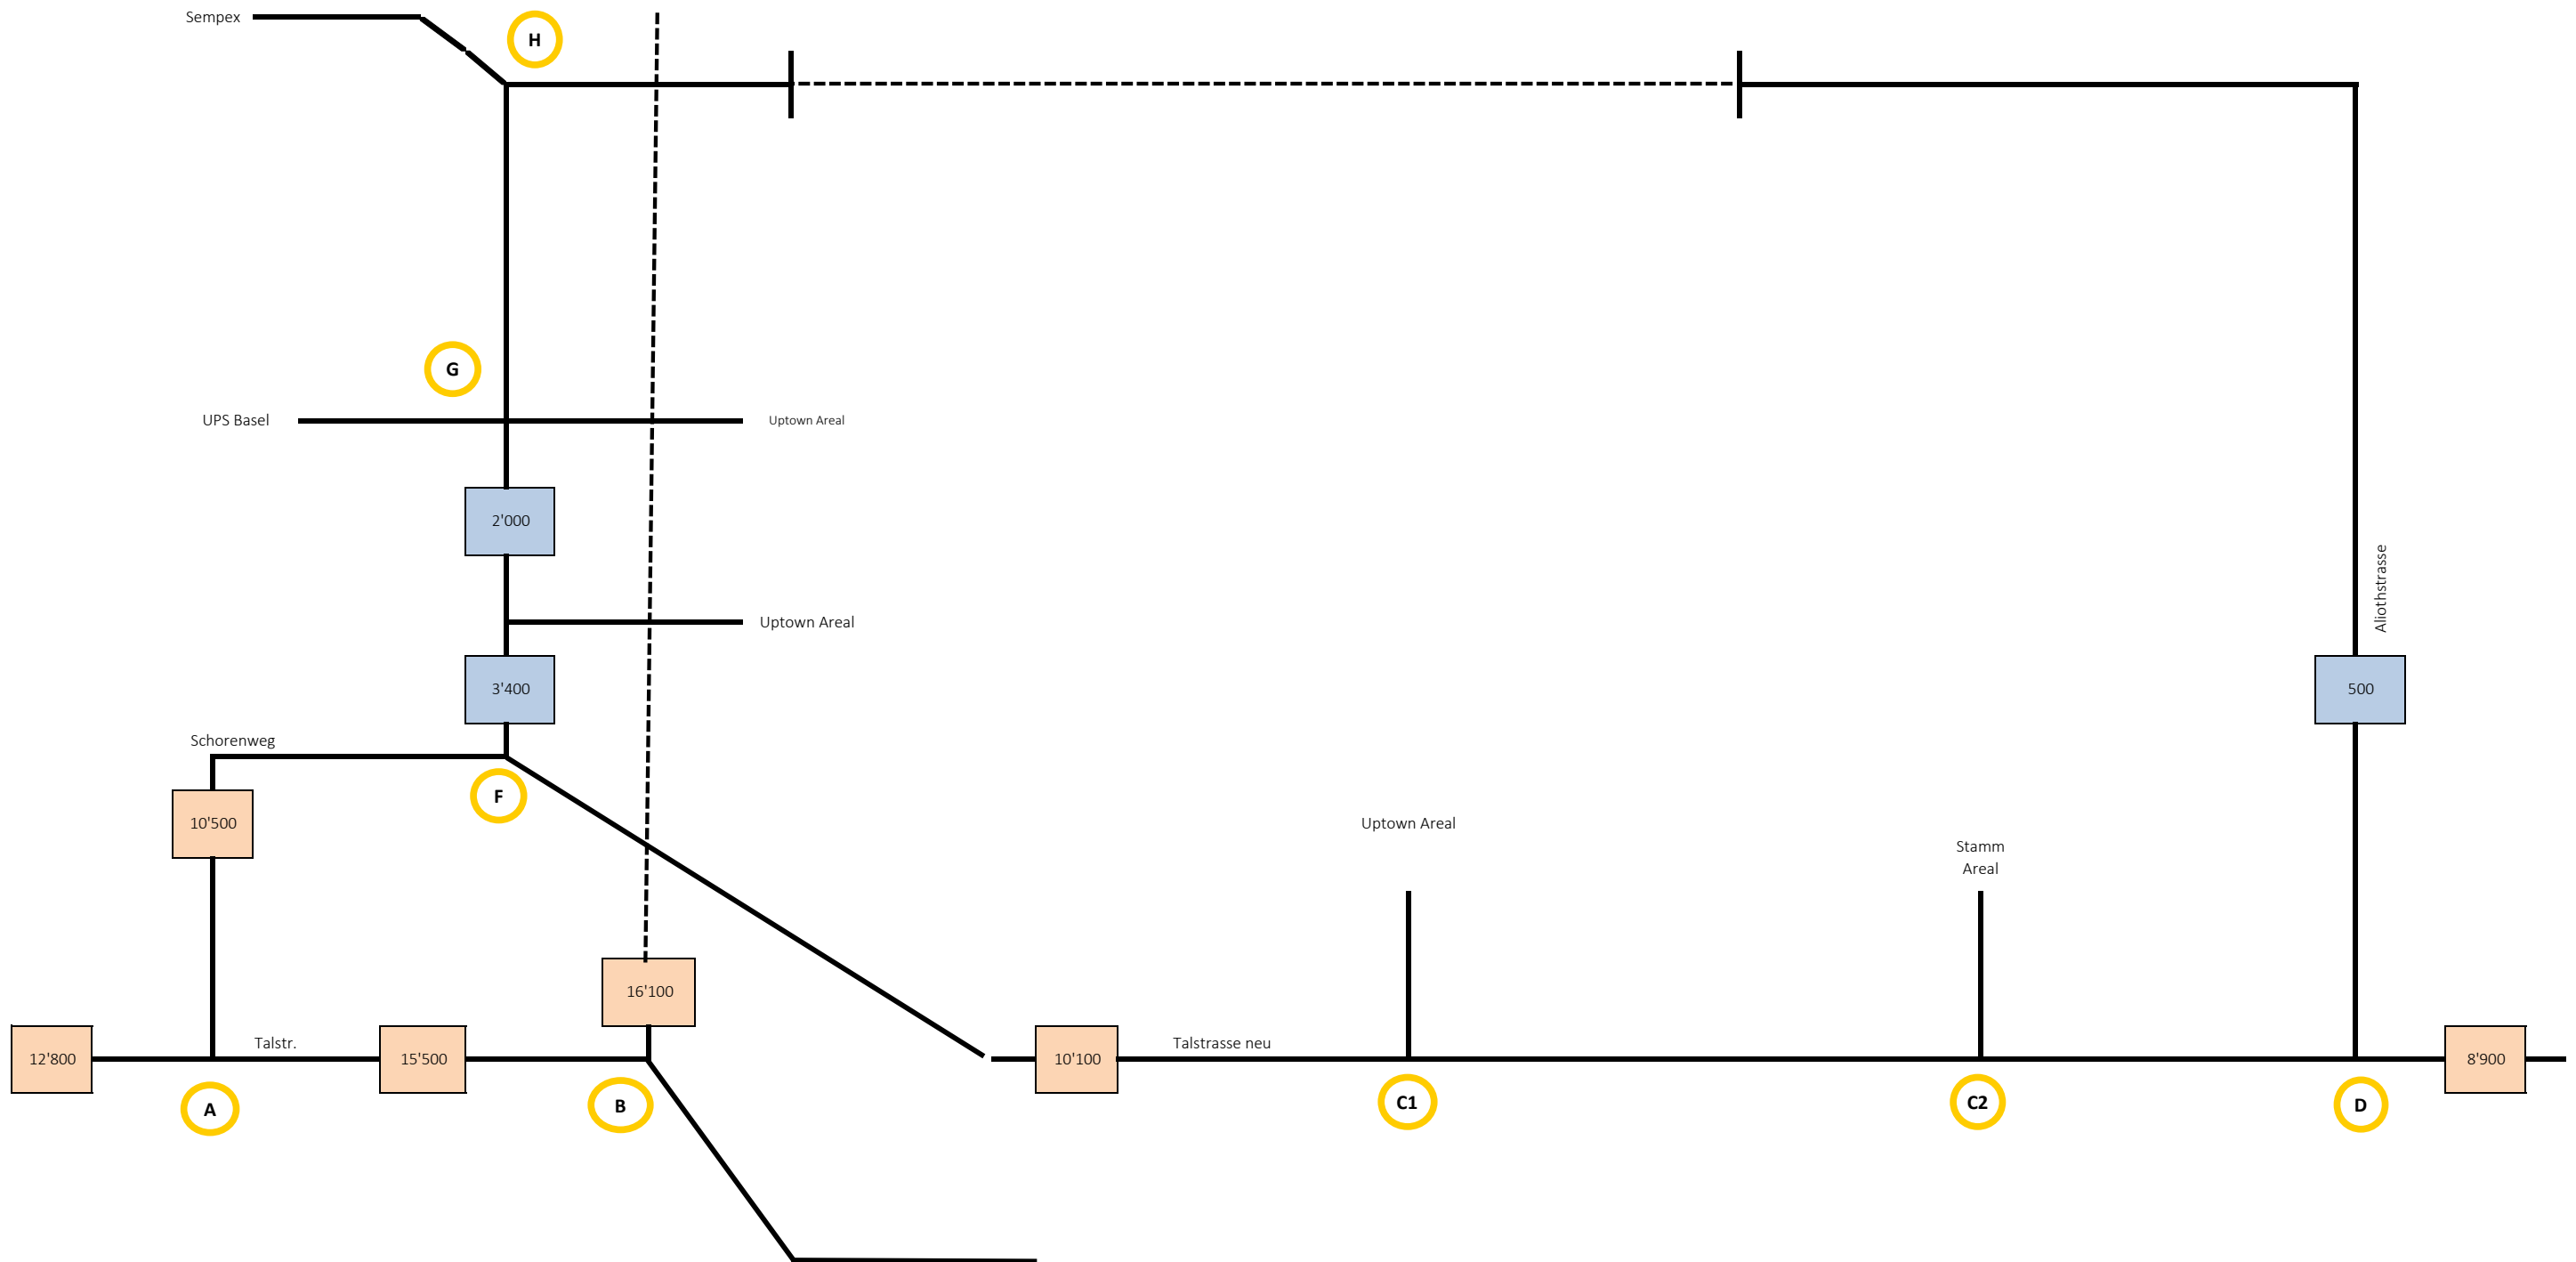 Sempex
H
G
UPS Basel
Uptown Areal
2'000
Aliothstrasse
Uptown Areal
3'400
500
Schorenweg
F
10'500
Uptown Areal
Stamm
Areal
16'100
Talstr.
Talstrasse neu
12'800
15'500
10'100
8'900
A
B
C1
C2
D